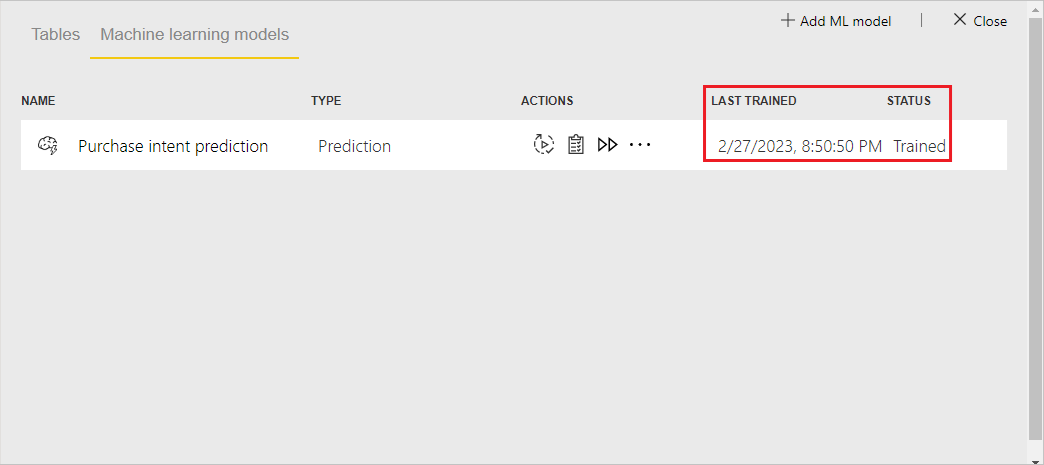 Add ML model | Close
Tables Machine learning models
NAME TYPE ACTIONS LAST TRAINED STATUS
Purchase intent prediction Prediction 2/27/2023, 8:50:50 PM Trained